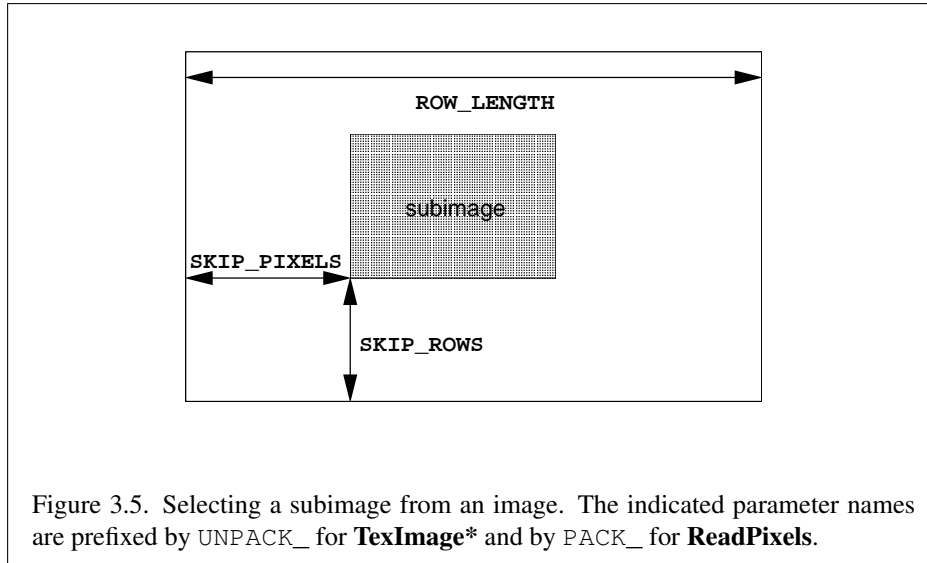 ROW_LENGTH
subimage
SKIP_PIXELS
SKIP_ROWS
Figure 3.5. Selecting a subimage from an image. The indicated parameter names
are prefixed by UNPACK_ for TexImage* and by PACK_ for ReadPixels.